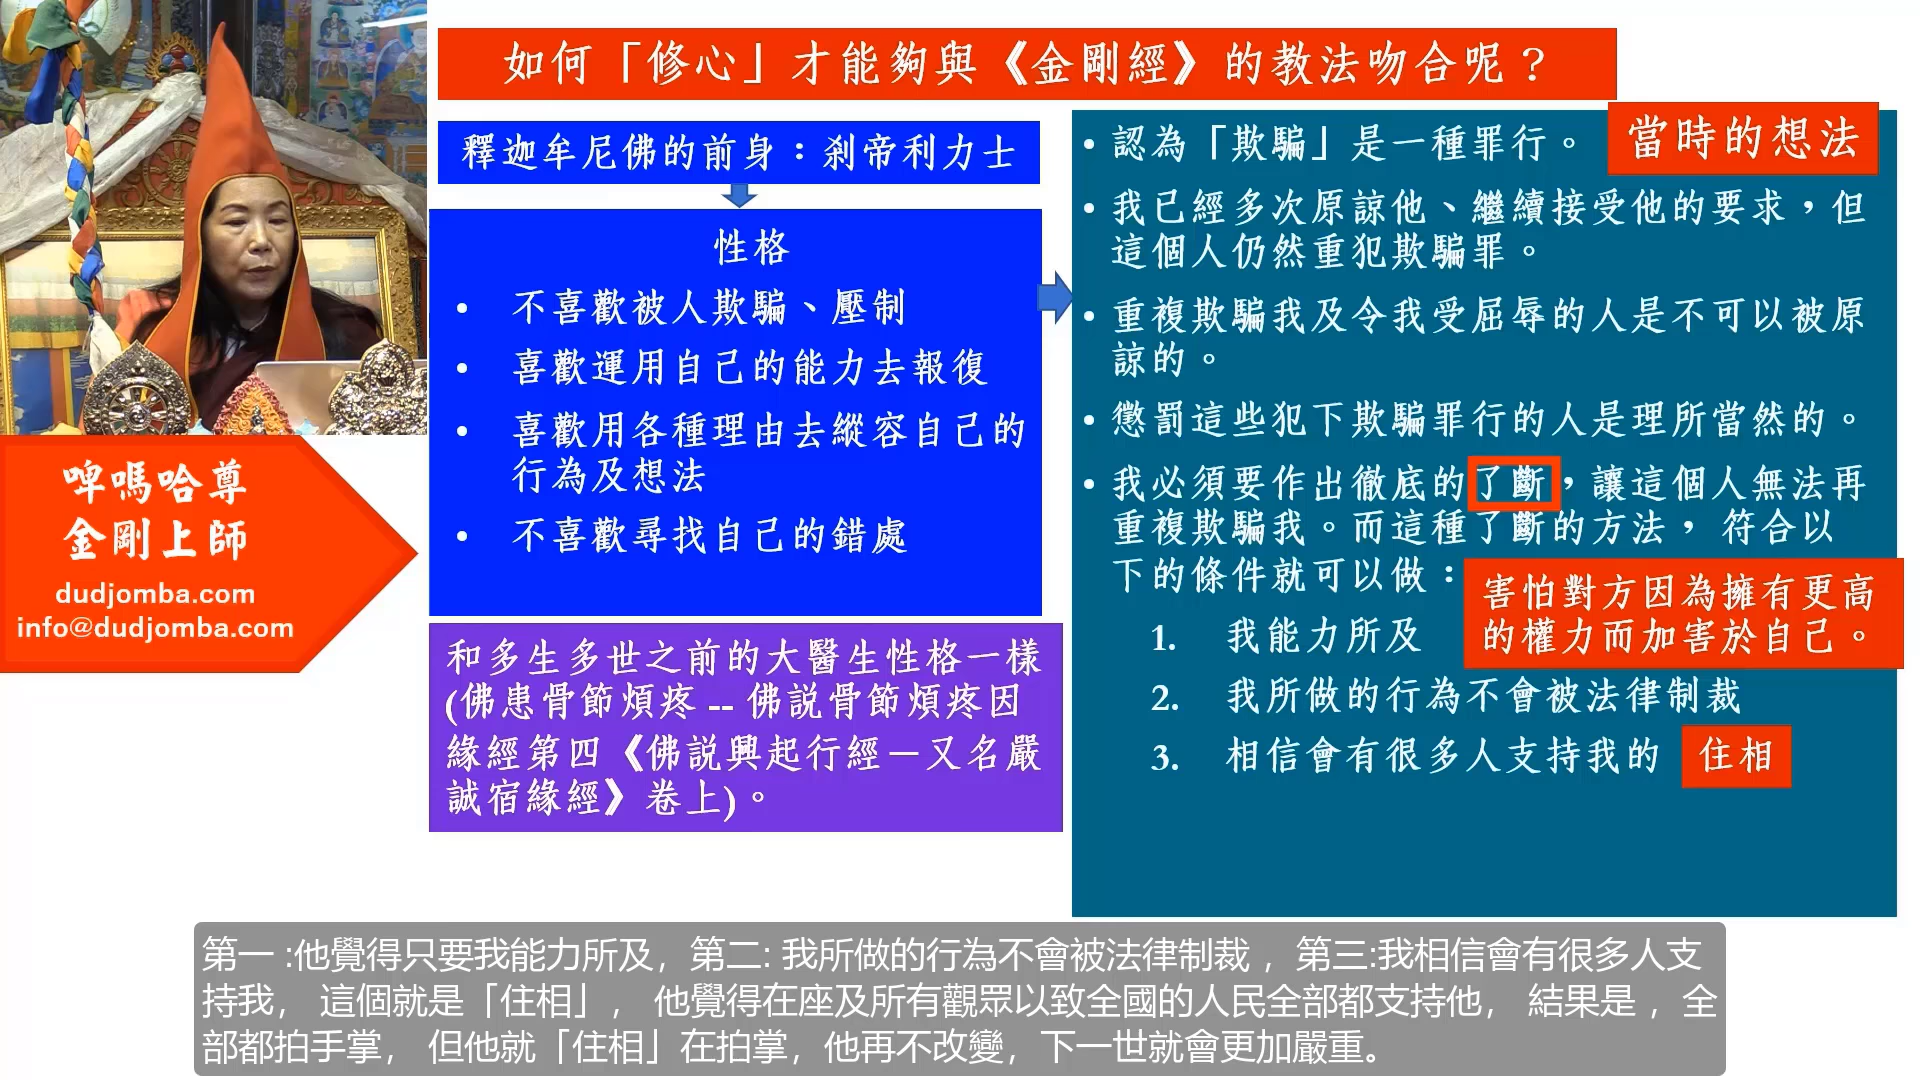 如何「修心」才能夠與《金剛經》的教法吻合呢？
釋迦牟尼佛的前身：剎帝利力士
性格
• 不喜歡被人欺騙、壓制
• 喜歡運用自己的能力去報復
• 喜歡用各種理由去縱容自己的
行為及想法
• 不喜歡尋找自己的錯處
和多生多世之前的大醫生性格一樣
(佛患骨節煩疼 -- 佛説骨節煩疼因
緣經第四《佛説興起行經－又名嚴
誠宿緣經》卷上)。
當時的想法
• 認為「欺騙」是一種罪行。
• 我已經多次原諒他、繼續接受他的要求，但
這個人仍然重犯欺騙罪。
• 重複欺騙我及令我受屈辱的人是不可以被原
諒的。
• 懲罰這些犯下欺騙罪行的人是理所當然的。
• 我必須要作出徹底的了斷，讓這個人無法再
重複欺騙我。而這種了斷的方法， 符合以
下的條件就可以做：
害怕對方因為擁有更高
的權力而加害於自己。
1. 我能力所及
2. 我所做的行為不會被法律制裁
3. 相信會有很多人支持我的
住相
啤嗎哈尊
金剛上師
dudjomba.com
info@dudjomba.com
第一 :他覺得只要我能力所及，第二: 我所做的行為不會被法律制裁 ，第三:我相信會有很多人支
持我， 這個就是「住相」， 他覺得在座及所有觀眾以致全國的人民全部都支持他， 結果是 ，全
部都拍手掌， 但他就「住相」在拍掌，他再不改變，下一世就會更加嚴重。